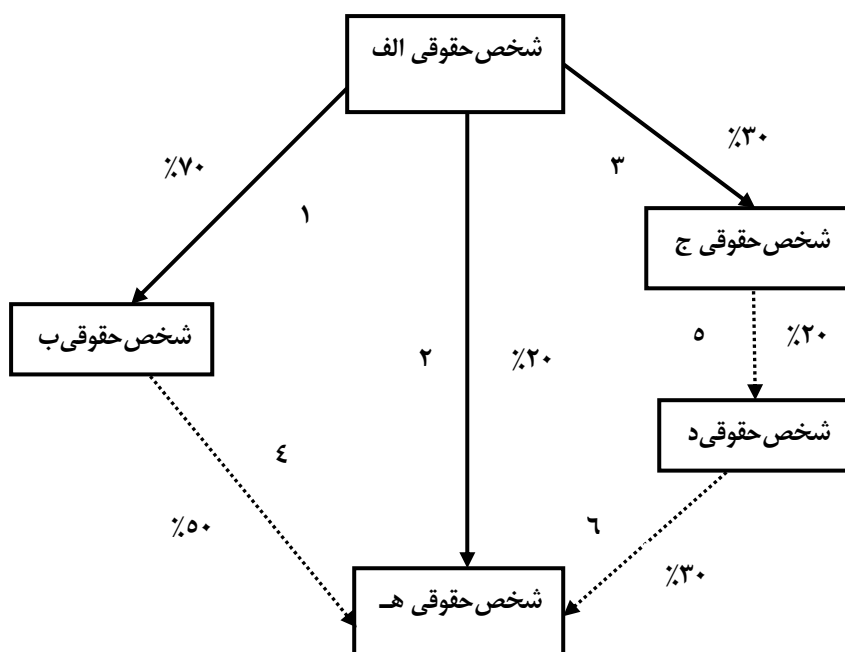 شخص حقوقی الف
٪۳۰
۳
٪۷۰
۱
شخص حقوقی ج
شخص حقوقی ب
۲
٪۲۰
۵
٪۲۰
شخص حقوقی د
٤
٪۵۰
٦
٪۳۰
شخص حقوقی هـ